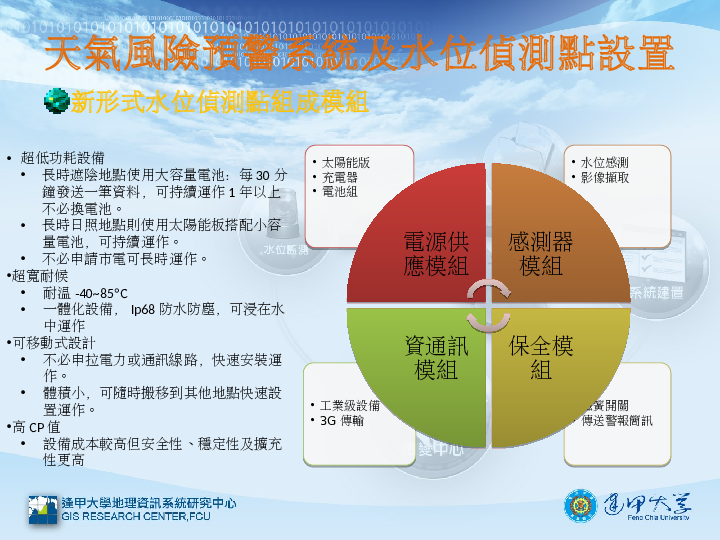 天氣風險預警系統及水位偵測點設置
新形式水位偵測點組成模組
• 超低功耗設備
• 長時遮陰地點使用大容量電池：每 30 分
鐘發送一筆資料，可持續運作 1 年以上
不必換電池。
• 長時日照地點則使用太陽能板搭配小容
量電池，可持續運作。
• 不必申請市電可長時運作。
•超寬耐候
• 耐溫 -40~85°C
• 一體化設備， Ip68 防水防塵，可浸在水
中運作
•可移動式設計
• 不必申拉電力或通訊線路，快速安裝運
作。
• 體積小，可隨時搬移到其他地點快速設
置運作。
•高 CP 值
• 設備成本較高但安全性、穩定性及擴充
性更高
• 太陽能版
• 充電器
• 電池組
• 水位感測
• 影像擷取
電源供
應模組
感測器
模組
資通訊
模組
保全模
組
• 工業級設備
• 3G 傳輸
簧開關
傳送警報簡訊
水位監測
系統建置
變中心
逢甲大學地理資訊系統研究中心
GIS RESEARCH CENTER,FCU
逢甲大學
Feng Chia University